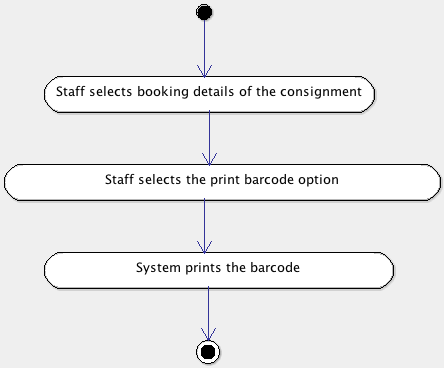 Staff selects booking details of the consignment
Staff selects the print barcode option
System prints the barcode